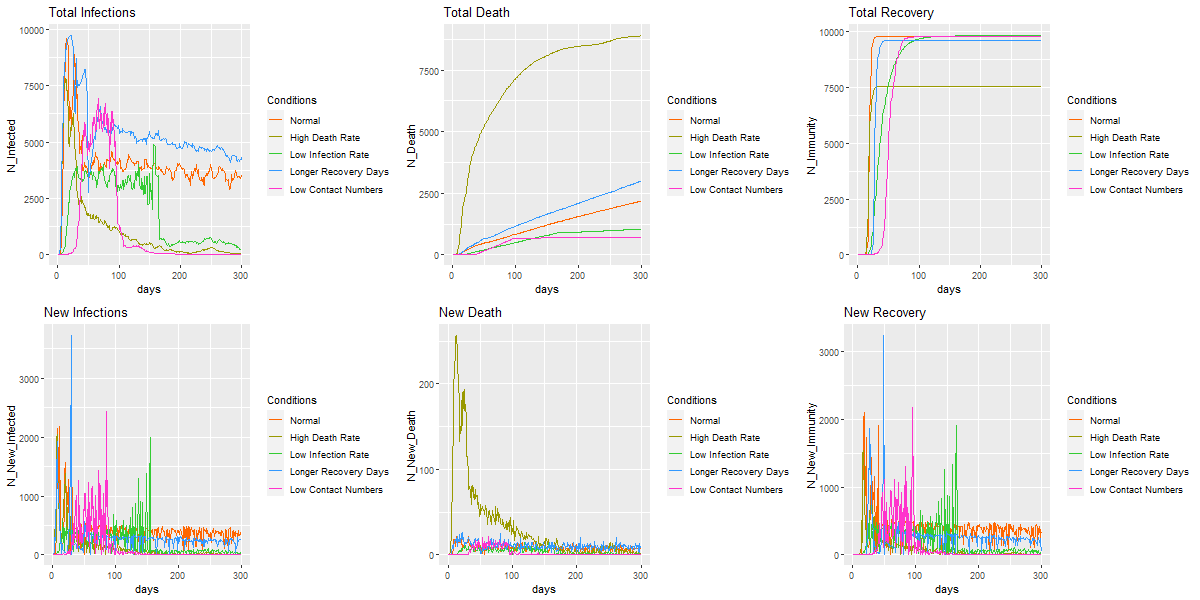 Total Infections
N_Infected
10000
7500
5000
2500
0
0 100 200 300
days
Conditions
Normal
High Death Rate
Low Infection Rate
Longer Recovery Days
Low Contact Numbers
Total Death
N_Death
7500
5000
2500
0
0 100 200 300
days
Conditions
Normal
High Death Rate
Low Infection Rate
Longer Recovery Days
Low Contact Numbers
Total Recovery
N_Immunity
10000
7500
5000
2500
0
0 100 200 300
days
Conditions
Normal
High Death Rate
Low Infection Rate
Longer Recovery Days
Low Contact Numbers
New Infections
N_New_Infected
3000
2000
1000
0
0 100 200 300
days
Conditions
Normal
High Death Rate
Low Infection Rate
Longer Recovery Days
Low Contact Numbers
New Death
N_New_Death
200
100
0
0 100 200 300
days
Conditions
Normal
High Death Rate
Low Infection Rate
Longer Recovery Days
Low Contact Numbers
New Recovery
N_New_Immunity
3000
2000
1000
0
0 100 200 300
days
Conditions
Normal
High Death Rate
Low Infection Rate
Longer Recovery Days
Low Contact Numbers